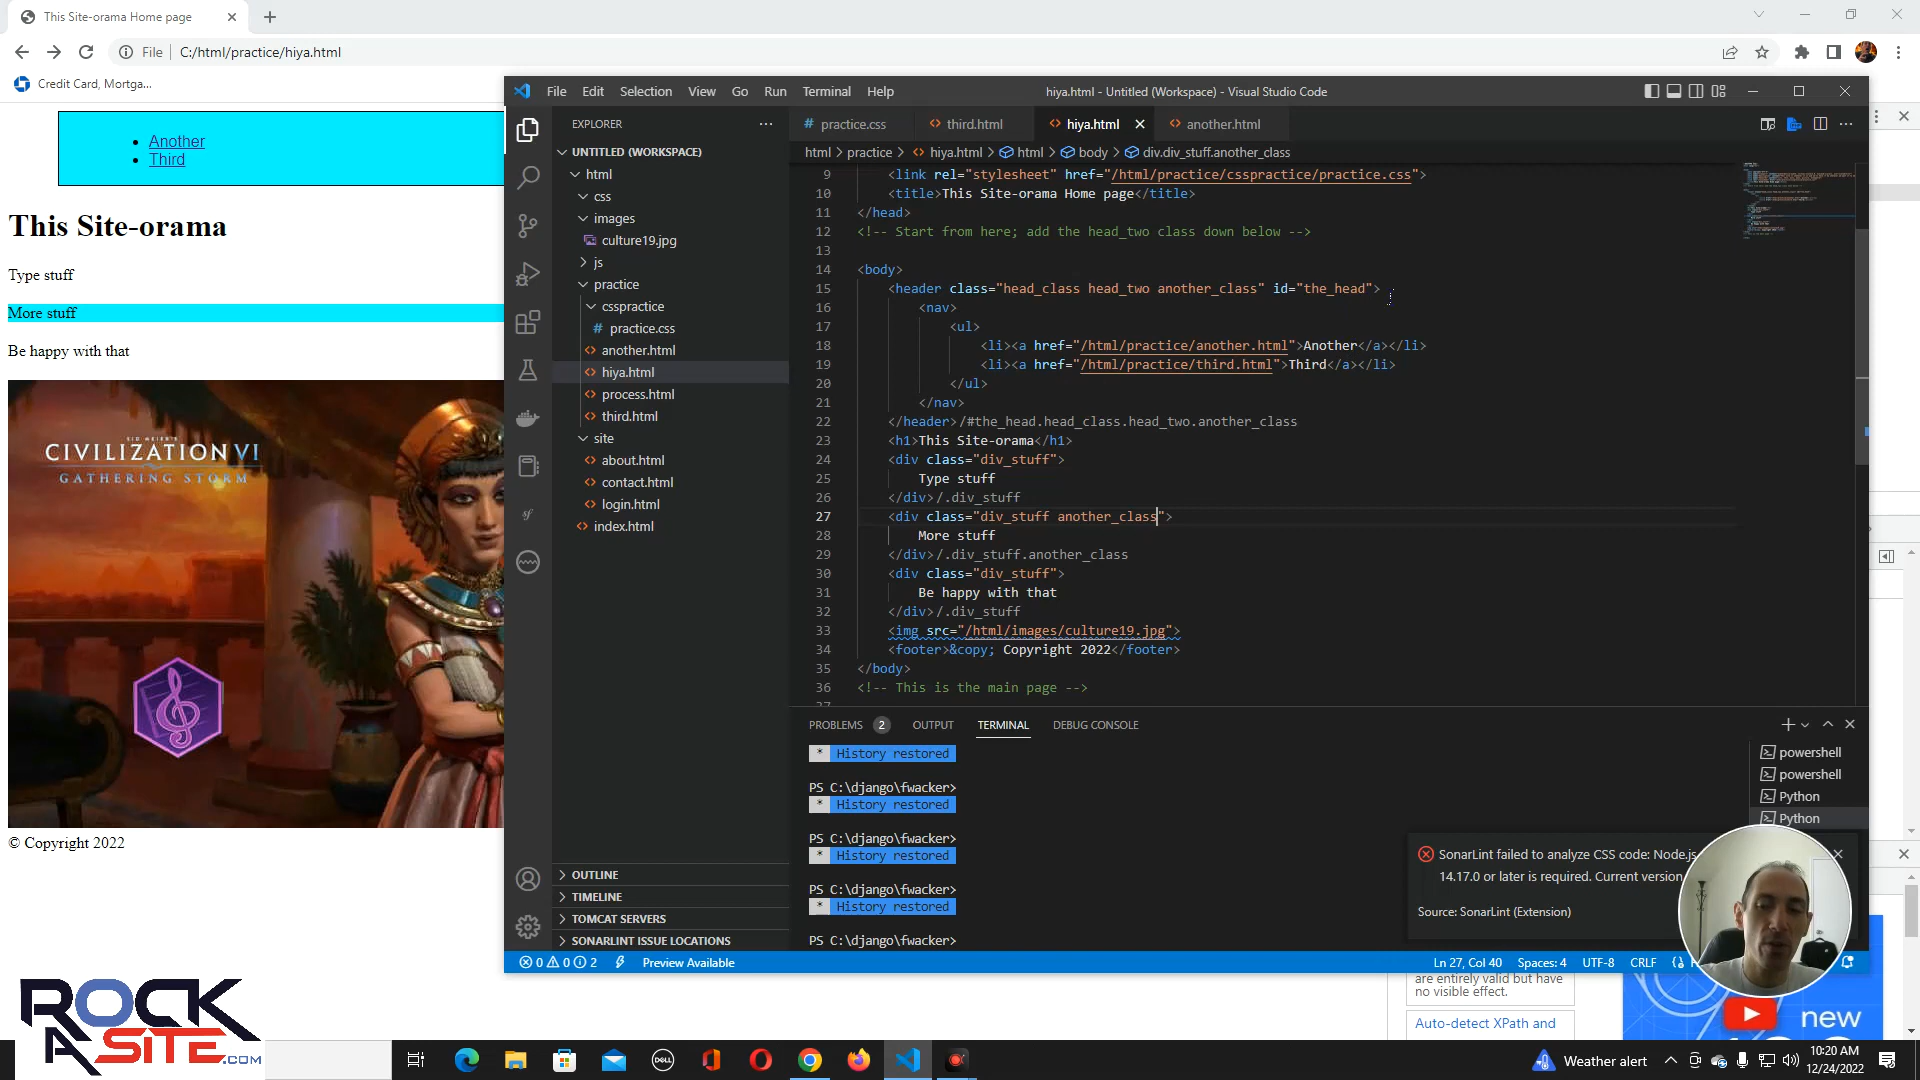 This Site-orama Home page
File
C:/html/practice/hiya.html
Credit Card, Mortga...
Another
Third
This Site-orama
Type stuff
More stuff
Be happy with that
SID MEIER'S
CIVILIZATION VI
GATHERING STORM
© Copyright 2022
ROCK
A SITE.COM
File Edit Selection View Go Run Terminal Help
hiya.html - Untitled (Workspace) - Visual Studio Code
EXPLORER
UNTITLED (WORKSPACE)
html
css
images
culture19.jpg
js
practice
csspractice
# practice.css
another.html
hiya.html
process.html
third.html
site
about.html
contact.html
login.html
index.html
OUTLINE
TIMELINE
TOMCAT SERVERS
SONARLINT ISSUE LOCATIONS
# practice.css
third.html
hiya.html
another.html
html > practice > hiya.html > html > body > div.div_stuff.another_class
9 <link rel="stylesheet" href="/html/practice/csspractice/practice.css">
10 <title>This Site-orama Home page</title>
11 </head>
12 <!-- Start from here; add the head_two class down below -->
13
14 <body>
15 <header class="head_class head_two another_class" id="the_head">
16 <nav>
17 <ul>
18 <li><a href="/html/practice/another.html">Another</a></li>
19 <li><a href="/html/practice/third.html">Third</a></li>
20 </ul>
21 </nav>
22 </header>/#the_head.head_class.head_two.another_class
23 <h1>This Site-orama</h1>
24 <div class="div_stuff">
25 Type stuff
26 </div>/.div_stuff
27 <div class="div_stuff another_class">
28 More stuff
29 </div>/.div_stuff.another_class
30 <div class="div_stuff">
31 Be happy with that
32 </div>/.div_stuff
33 <img src="/html/images/culture19.jpg">
34 <footer>&copy; Copyright 2022</footer>
35 </body>
36 <!-- This is the main page -->
PROBLEMS 2 OUTPUT TERMINAL DEBUG CONSOLE
* History restored
PS C:\django\fwacker>
* History restored
PS C:\django\fwacker>
* History restored
PS C:\django\fwacker>
* History restored
PS C:\django\fwacker>
powershell
powershell
Python
Python
SonarLint failed to analyze CSS code: Node.js
14.17.0 or later is required. Current version
Source: SonarLint (Extension)
0 0 2 Preview Available
Ln 27, Col 40 Spaces: 4 UTF-8 CRLF
are entirely valid but have
no visible effect.
Auto-detect XPath and
new
DELL
Weather alert
10:20 AM
12/24/2022